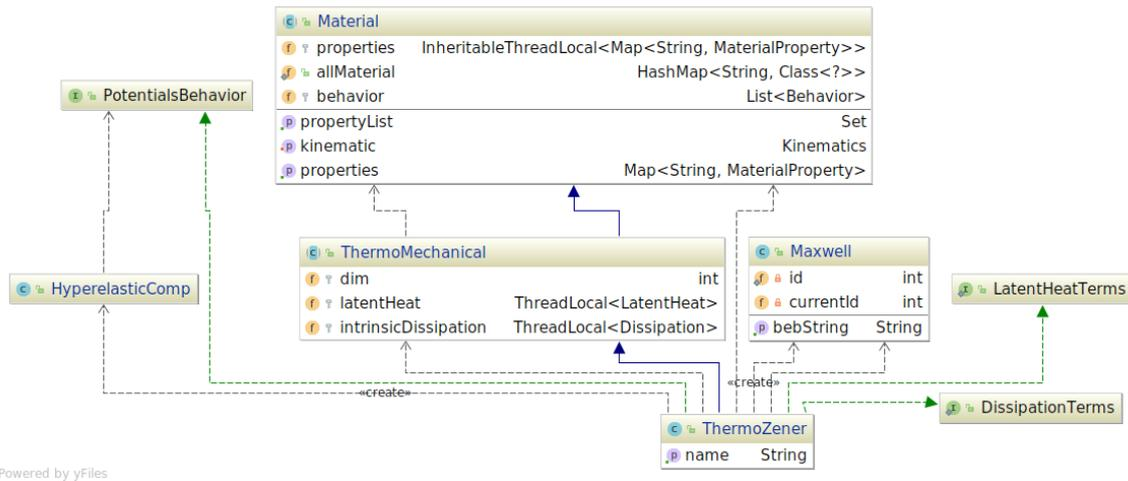 Material
properties InheritableThreadLocal<Map<String, MaterialProperty>>
allMaterial HashMap<String, Class<?>>
behavior List<Behavior>
propertyList Set
kinematic Kinematics
properties Map<String, MaterialProperty>
PotentialsBehavior
ThermoMechanical
dim int
latentHeat ThreadLocal<LatentHeat>
intrinsicDissipation ThreadLocal<Dissipation>
Maxwell
id int
currentId int
bebString String
HyperelasticComp
LatentHeatTerms
«create»
«create»
DissipationTerms
ThermoZener
name String
Powered by yFiles